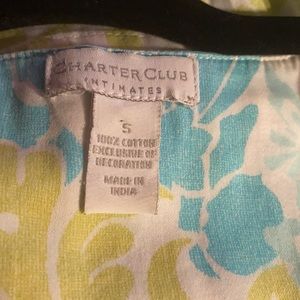 CHARTER CLUB
INTIMATES
S
100% COTTON
EXCLUSIVE OF
DECORATION
MADE IN
INDIA